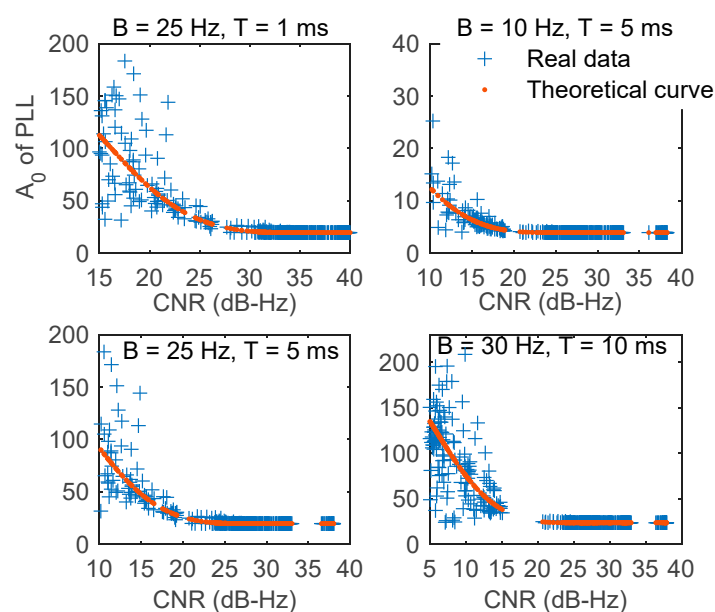 B = 25 Hz, T = 1 ms
A0 of PLL
200
150
100
50
0
15 20 25 30 35 40
CNR (dB-Hz)
B = 10 Hz, T = 5 ms
Real data
Theoretical curve
40
30
20
10
0
10 15 20 25 30 35 40
CNR (dB-Hz)
B = 25 Hz, T = 5 ms
200
150
100
50
0
10 15 20 25 30 35 40
CNR (dB-Hz)
B = 30 Hz, T = 10 ms
200
150
100
50
0
5 10 15 20 25 30 35 40
CNR (dB-Hz)